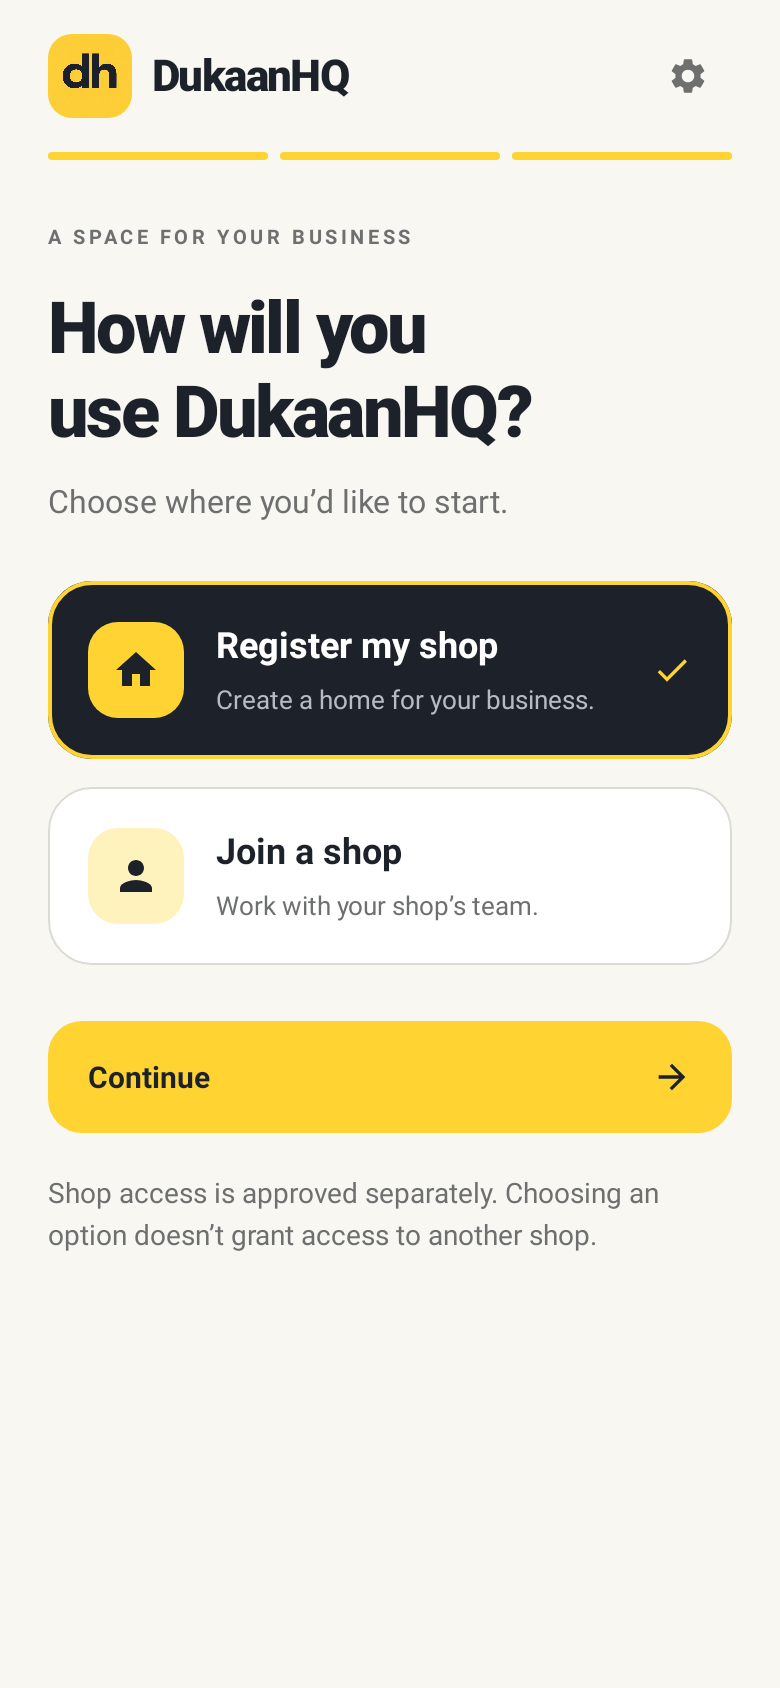 dh DukaanHQ
A SPACE FOR YOUR BUSINESS
How will you
use DukaanHQ?
Choose where you’d like to start.
Register my shop
Create a home for your business.
Join a shop
Work with your shop’s team.
Continue
Shop access is approved separately. Choosing an
option doesn’t grant access to another shop.